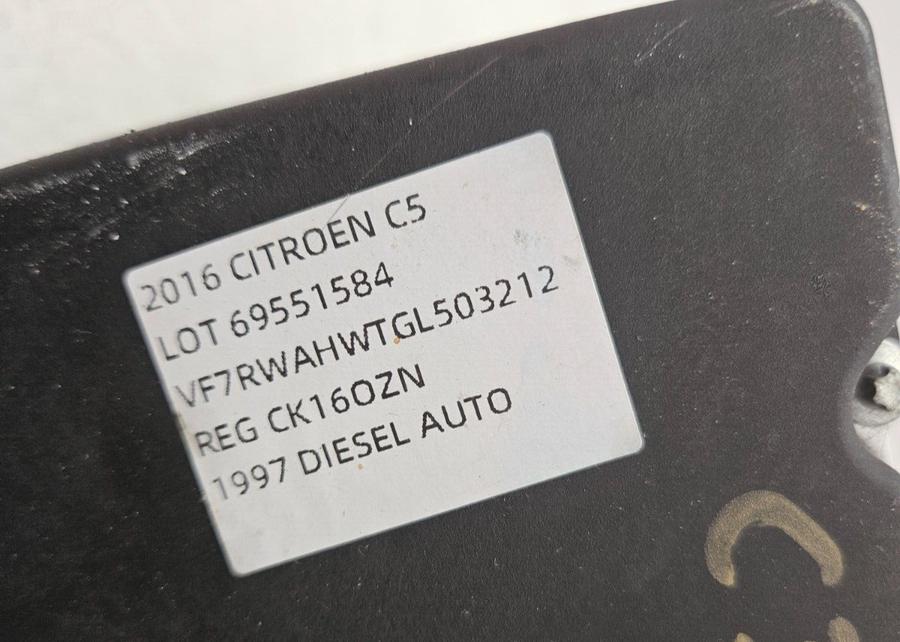 2016 CITROEN C5
LOT 69551584
VF7RWAHWTGL503212
REG CK16OZN
1997 DIESEL AUTO